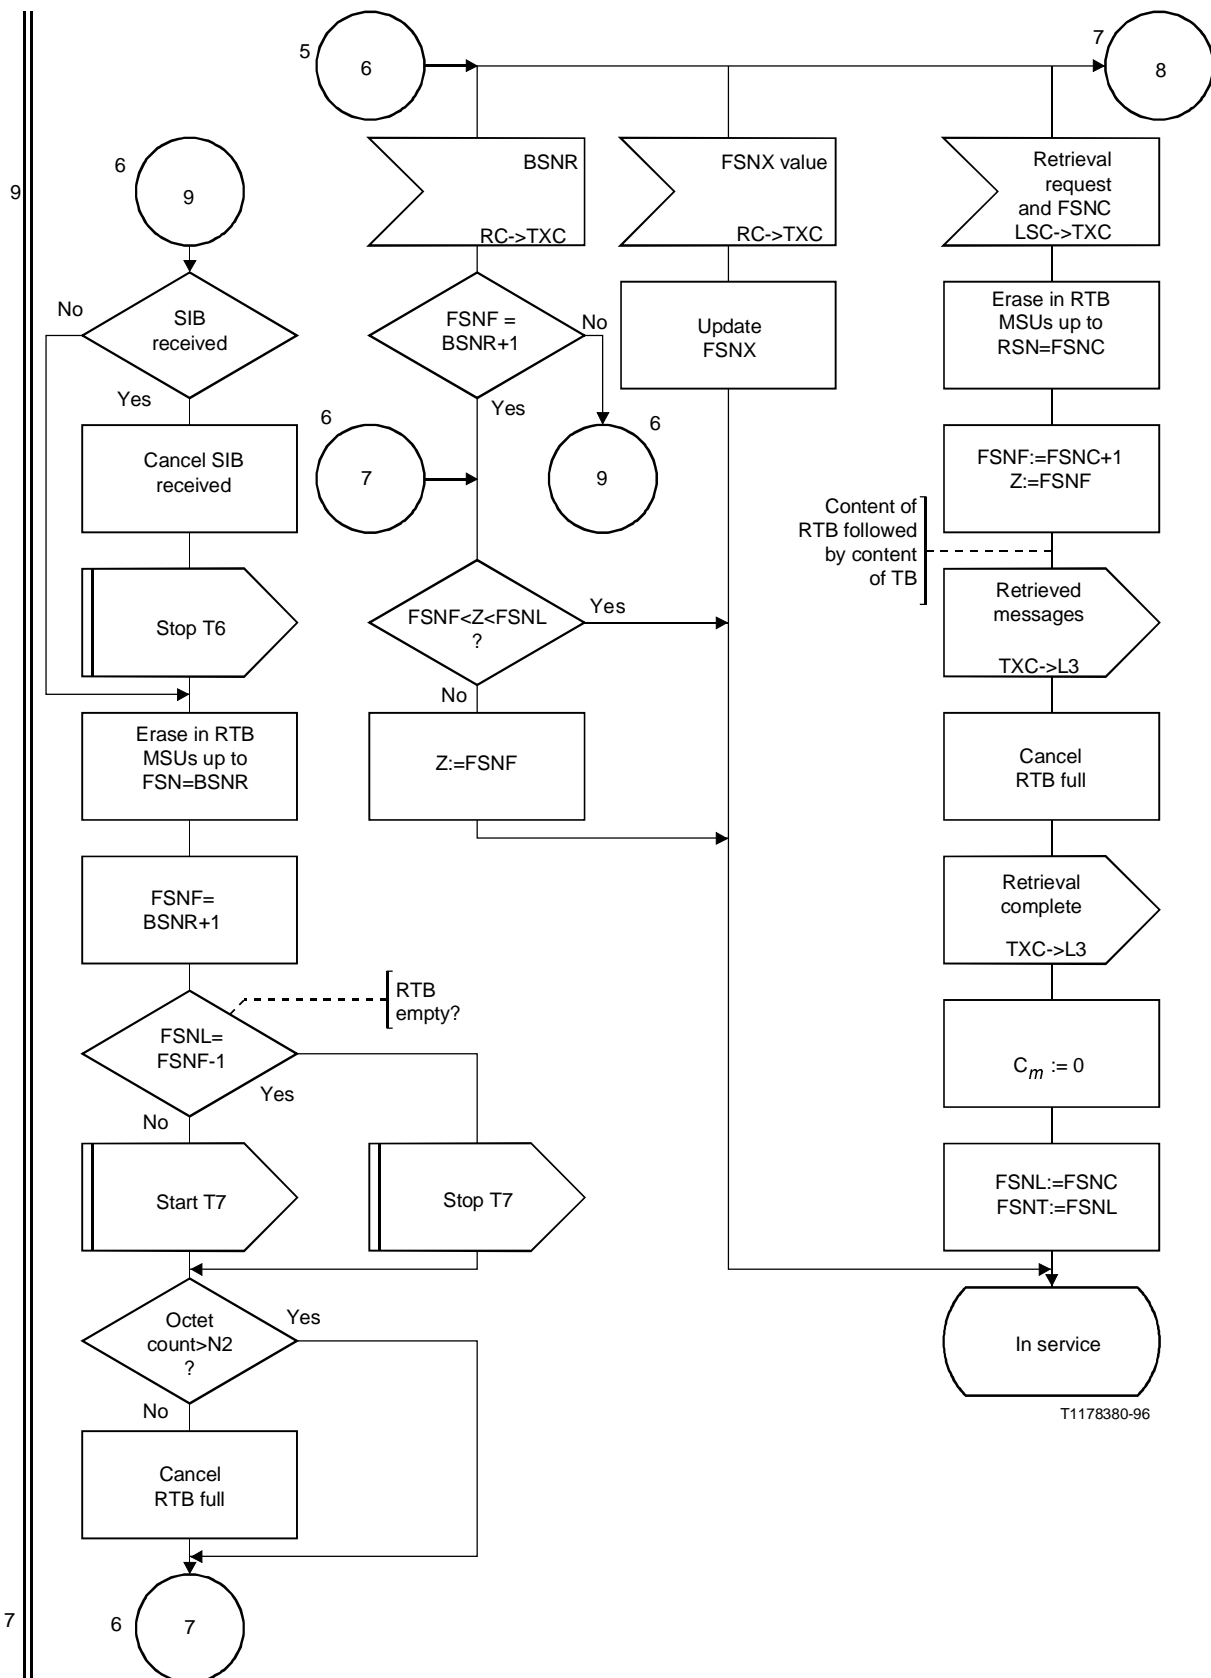 5
6
7
8
BSNR
RC->TXC
FSNX value
RC->TXC
Retrieval
request
and FSNC
LSC->TXC
9
6
9
No
SIB
received
Yes
Cancel SIB
received
Stop T6
Erase in RTB
MSUs up to
FSN=BSNR
FSNF=
BSNR+1
RTB
empty?
FSNL=
FSNF-1
Yes
No
Start T7
Stop T7
Octet
count>N2
?
Yes
No
Cancel
RTB full
7
6
7
FSNF =
BSNR+1
No
Yes
6
7
6
9
FSNF<Z<FSNL
?
Yes
No
Z:=FSNF
Update
FSNX
Erase in RTB
MSUs up to
RSN=FSNC
FSNF:=FSNC+1
Z:=FSNF
Content of
RTB followed
by content
of TB
Retrieved
messages
TXC->L3
Cancel
RTB full
Retrieval
complete
TXC->L3
Cm := 0
FSNL:=FSNC
FSNT:=FSNL
In service
T1178380-96